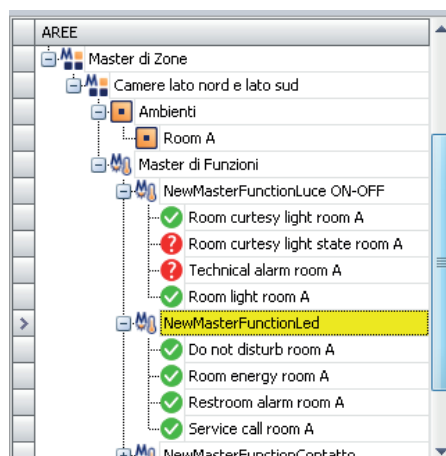 AREE
Master di Zone
Camere lato nord e lato sud
Ambienti
Room A
Master di Funzioni
NewMasterFunctionLuce ON-OFF
Room curtesy light room A
Room curtesy light state room A
Technical alarm room A
Room light room A
NewMasterFunctionLed
Do not disturb room A
Room energy room A
Restroom alarm room A
Service call room A
NewMasterFunctionContatto